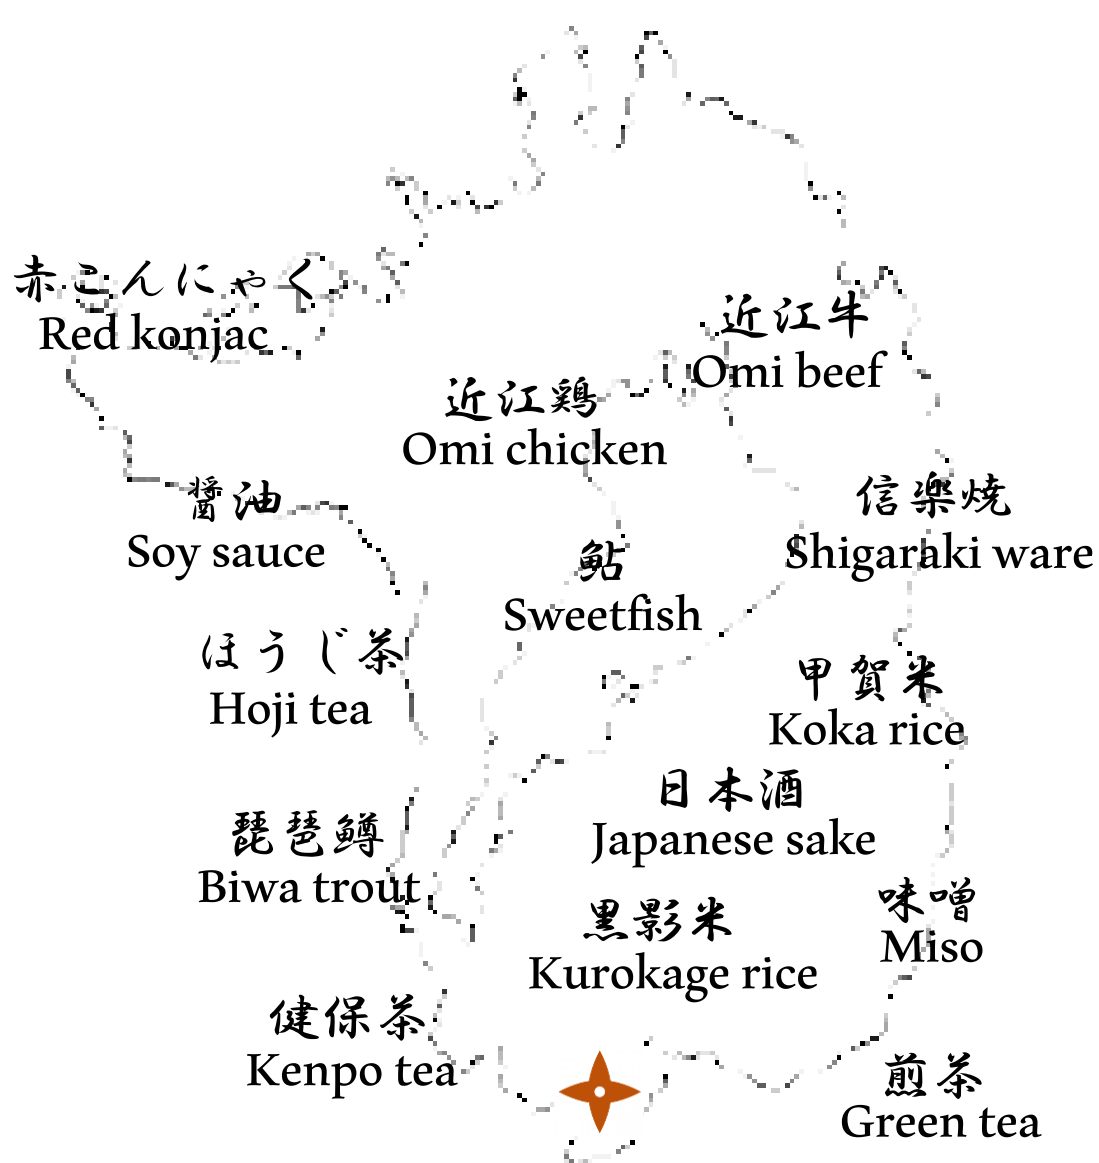 赤こんにゃく
Red konjac
近江牛
Omi beef
近江鶏
Omi chicken
醤油
Soy sauce
信楽焼
Shigaraki ware
鮎
Sweetfish
ほうじ茶
Hoji tea
甲賀米
Koka rice
日本酒
Japanese sake
琵琶鱒
Biwa trout
味噌
Miso
黒影米
Kurokage rice
健保茶
Kenpo tea
煎茶
Green tea